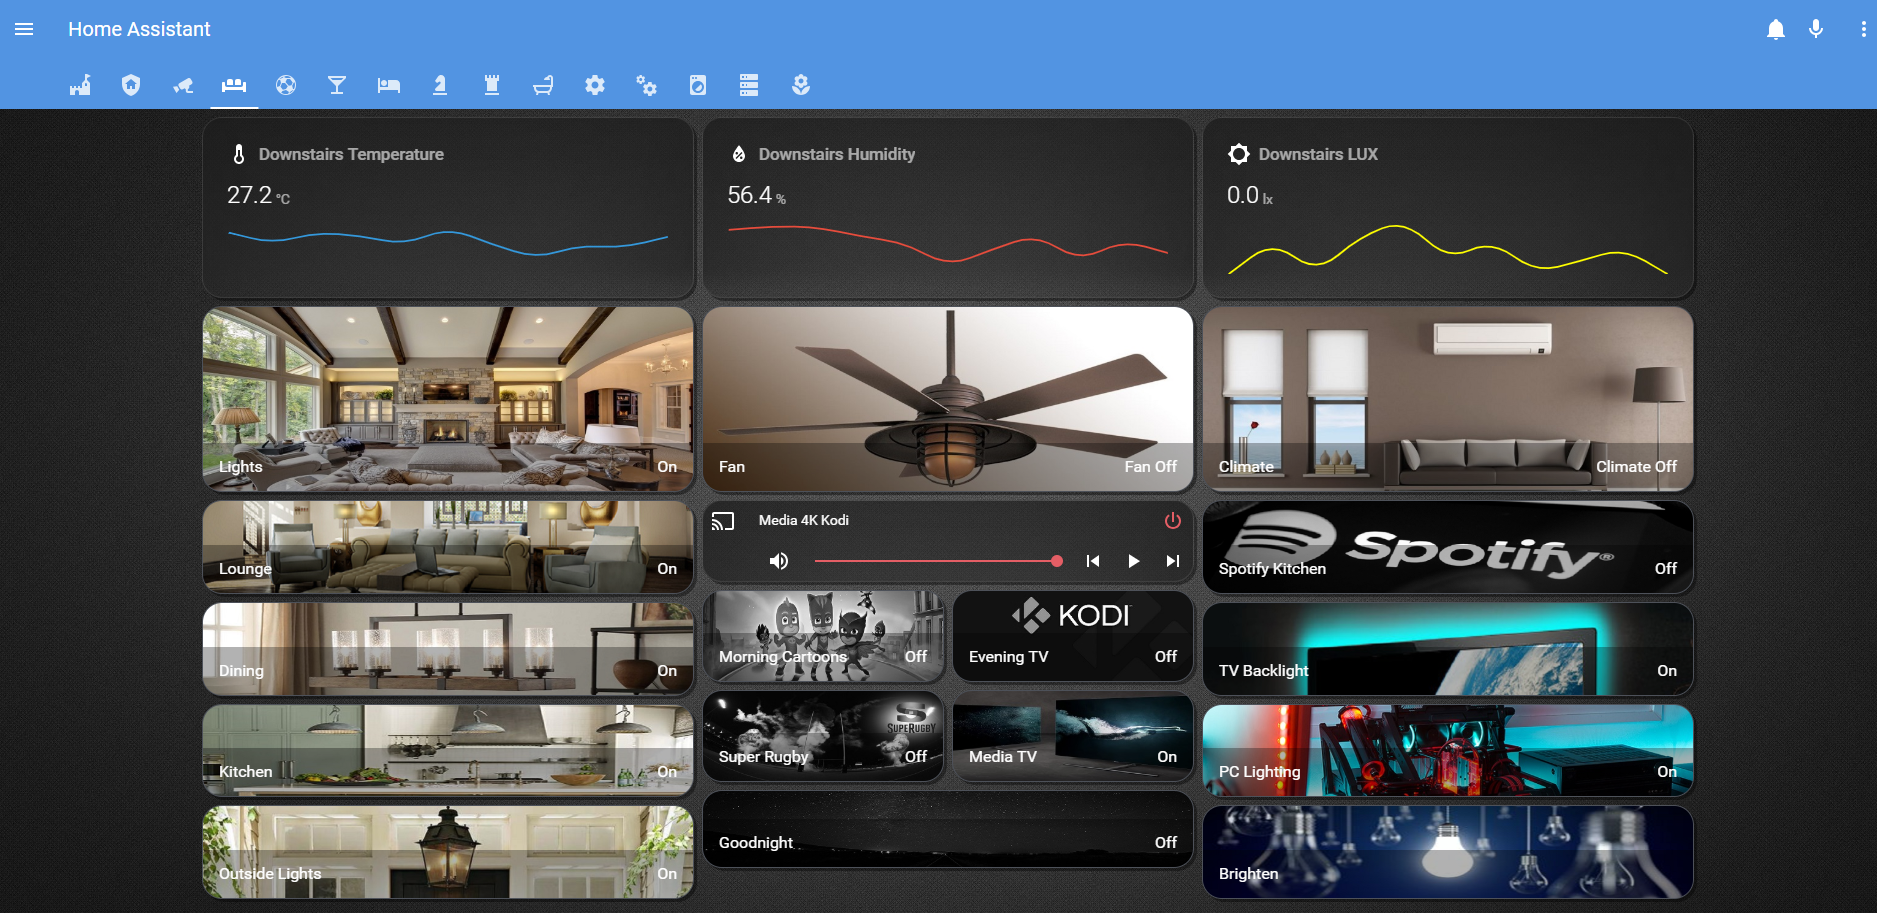 Home Assistant
Downstairs Temperature
27.2 °C
Downstairs Humidity
56.4 %
Downstairs LUX
0.0 lx
Lights On
Fan Fan Off
Climate Climate Off
Lounge On
Dining On
Kitchen On
Outside Lights On
Media 4K Kodi
Morning Cartoons Off
KODI
Evening TV Off
SUPERRUGBY
Super Rugby Off
Media TV On
Goodnight Off
Spotify®
Spotify Kitchen Off
TV Backlight On
PC Lighting On
Brighten